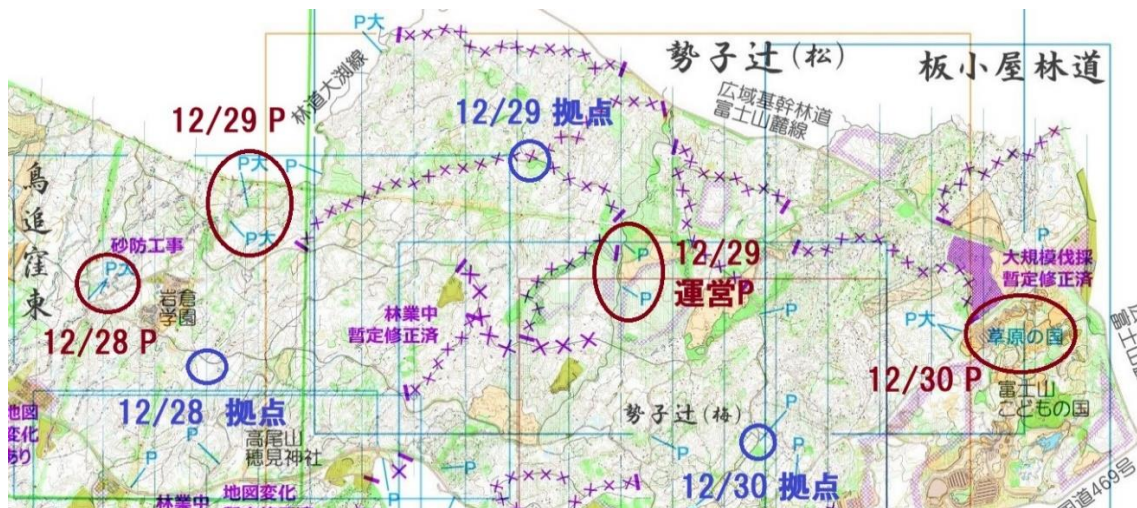 P大
勢子辻(松)
板小屋林道
林道大渕線
広域基幹林道
富士山麓線
12/29 P
12/29 拠点
P
P大
P大
鳥追窪東
砂防工事
P大
岩倉
学園
12/28 P
12/29
運営P
P
P
大規模伐採
暫定修正済
林業中
暫定修正済
P
P大
草原の国
12/30 P
富士山
こどもの国
12/28 拠点
地図
変化
あり
高尾山
穂見神社
勢子辻(梅)
P
P
P
P
P
P
12/30 拠点
林業中
地図変化
P
国道469号